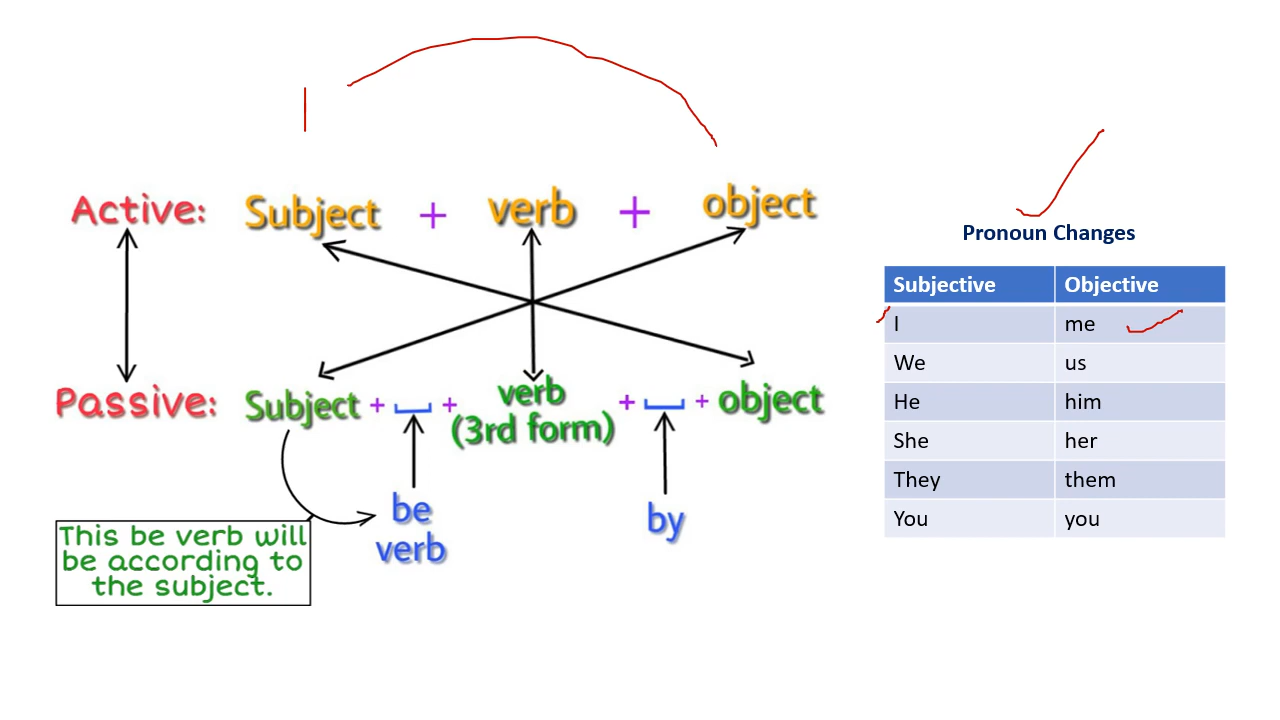 Active: Subject + verb + object
Passive: Subject + + verb (3rd form) + + object
be verb
by
This be verb will
be according to
the subject.
Pronoun Changes
Subjective Objective
I me
We us
He him
She her
They them
You you